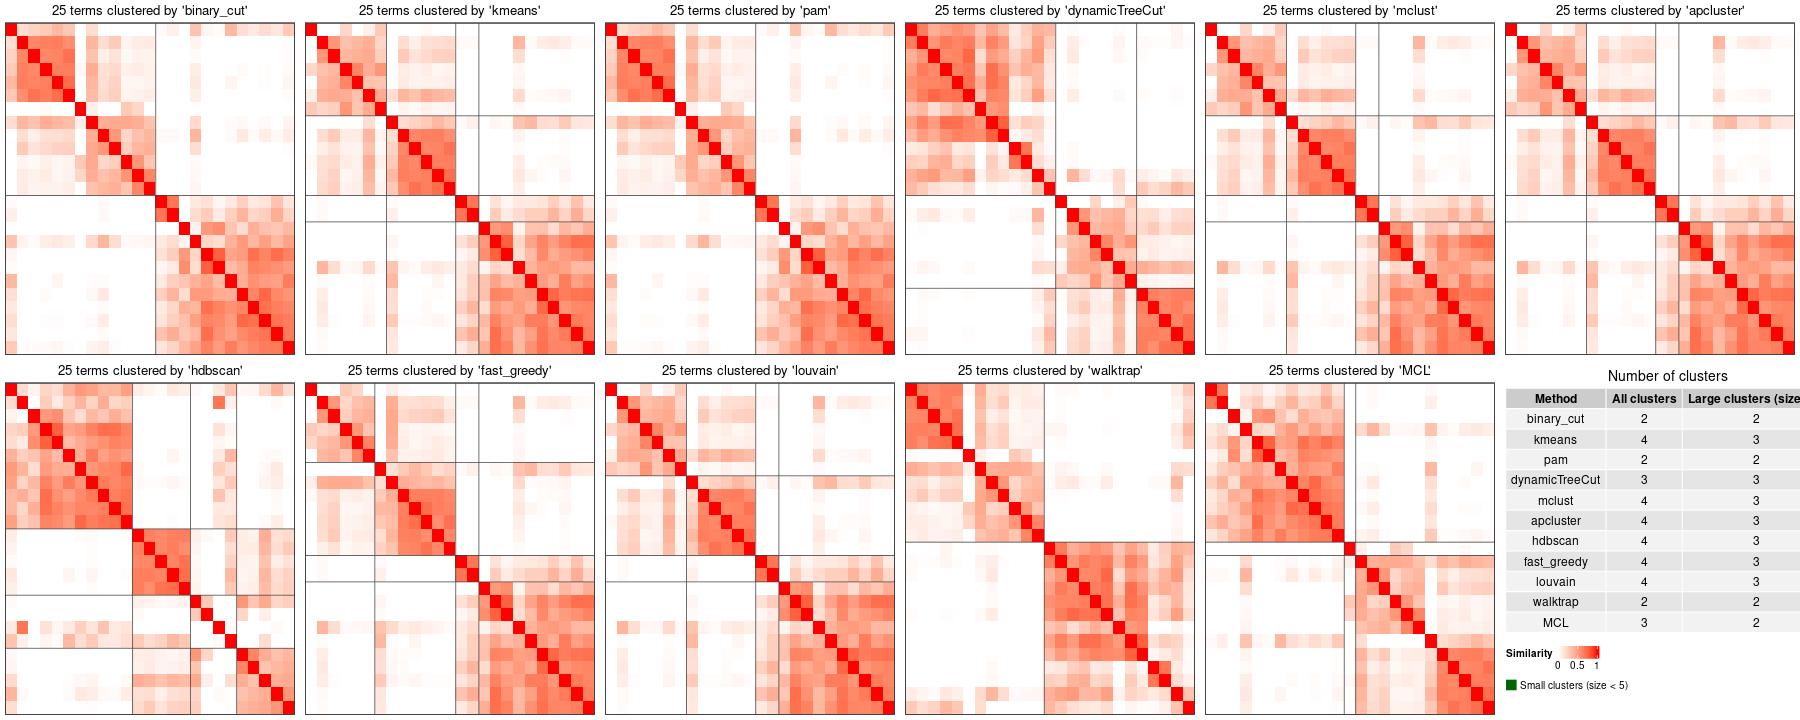 25 terms clustered by 'binary_cut'
25 terms clustered by 'kmeans'
25 terms clustered by 'pam'
25 terms clustered by 'dynamicTreeCut'
25 terms clustered by 'mclust'
25 terms clustered by 'apcluster'
25 terms clustered by 'hdbscan'
25 terms clustered by 'fast_greedy'
25 terms clustered by 'louvain'
25 terms clustered by 'walktrap'
25 terms clustered by 'MCL'
Number of clusters
Method All clusters Large clusters (size
binary_cut 2 2
kmeans 4 3
pam 2 2
dynamicTreeCut 3 3
mclust 4 3
apcluster 4 3
hdbscan 4 3
fast_greedy 4 3
louvain 4 3
walktrap 2 2
MCL 3 2
Similarity
0 0.5 1
Small clusters (size < 5)